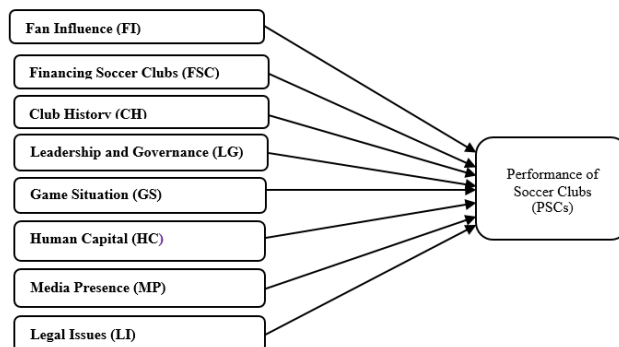 Fan Influence (FI)
Financing Soccer Clubs (FSC)
Club History (CH)
Leadership and Governance (LG)
Game Situation (GS)
Human Capital (HC)
Media Presence (MP)
Legal Issues (LI)
Performance of
Soccer Clubs
(PSCs)